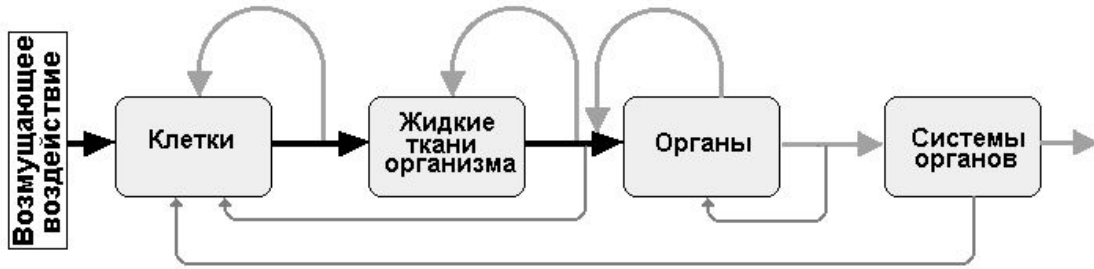 Возмущающее
воздействие
Клетки
Жидкие
ткани
организма
Органы
Системы
органов